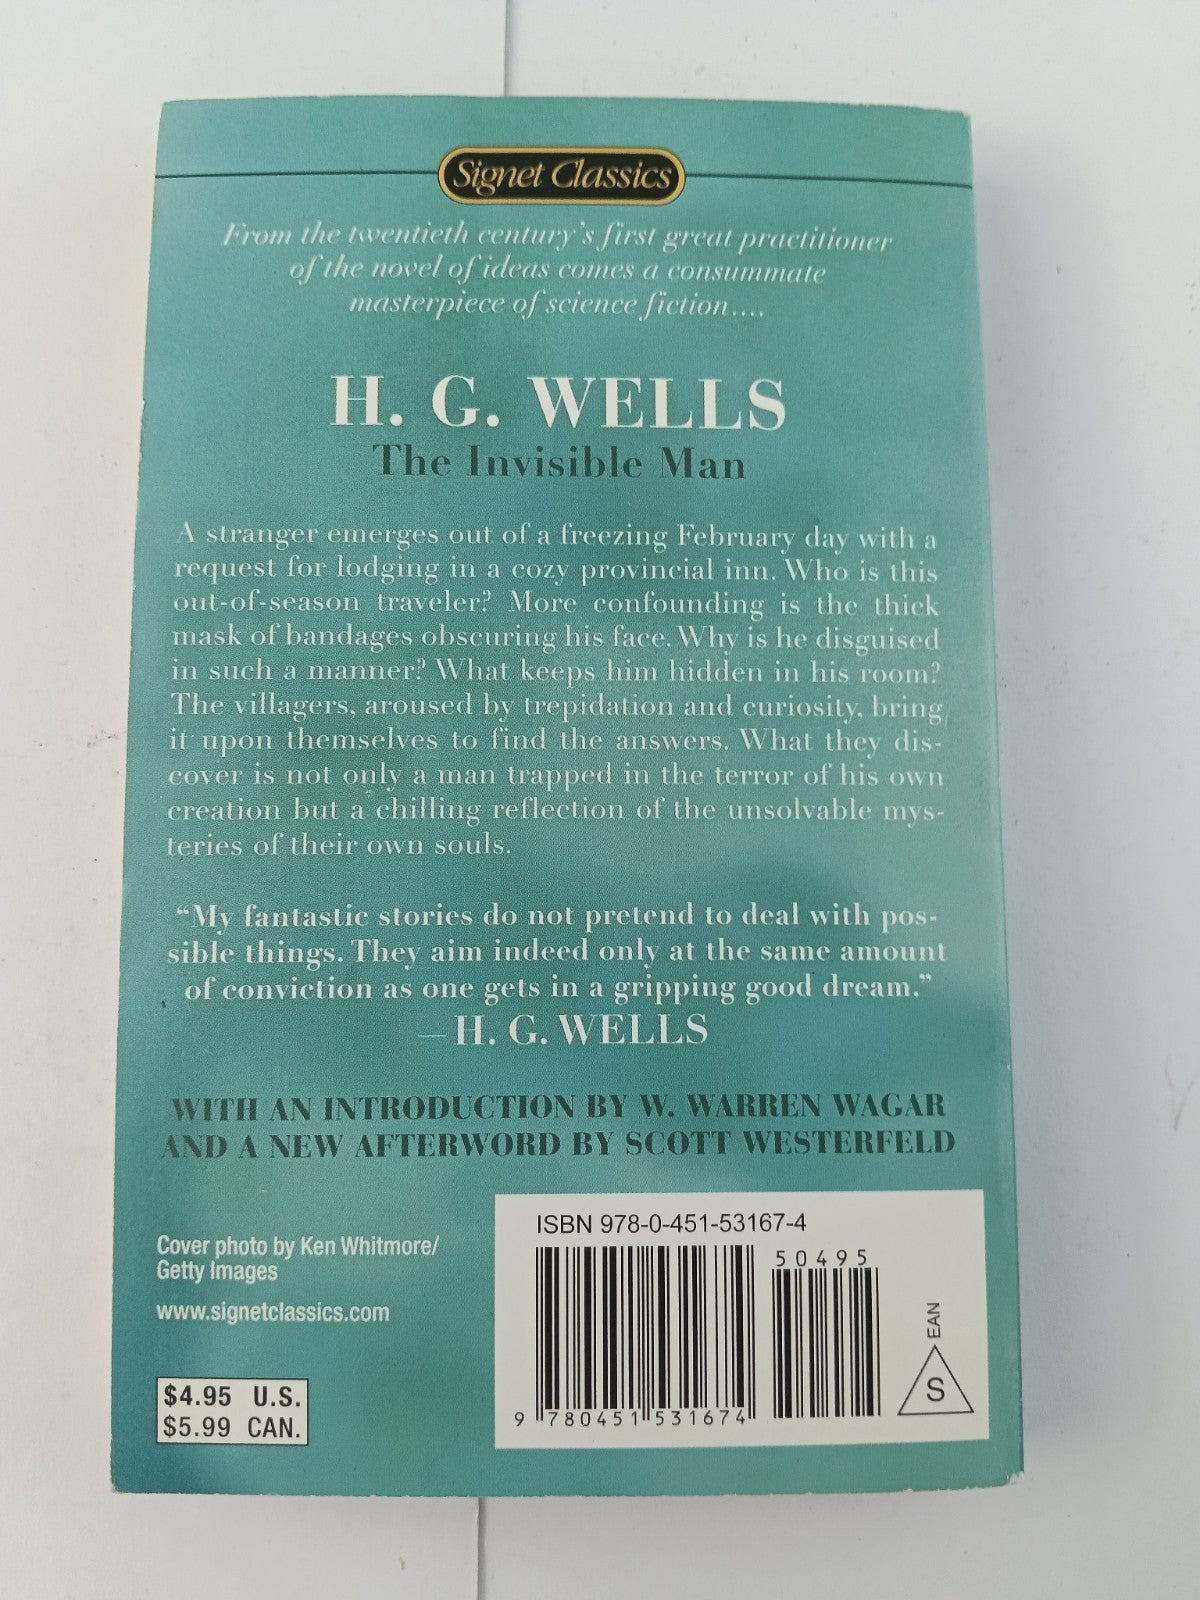 Signet Classics
From the twentieth century's first great practitioner
of the novel of ideas comes a consummate
masterpiece of science fiction....
H. G. WELLS
The Invisible Man
A stranger emerges out of a freezing February day with a
request for lodging in a cozy provincial inn. Who is this
out-of-season traveler? More confounding is the thick
mask of bandages obscuring his face. Why is he disguised
in such a manner? What keeps him hidden in his room?
The villagers, aroused by trepidation and curiosity, bring
it upon themselves to find the answers. What they dis-
cover is not only a man trapped in the terror of his own
creation but a chilling reflection of the unsolvable mys-
teries of their own souls.
“My fantastic stories do not pretend to deal with pos-
sible things. They aim indeed only at the same amount
of conviction as one gets in a gripping good dream.”
—H. G. WELLS
WITH AN INTRODUCTION BY W. WARREN WAGAR
AND A NEW AFTERWORD BY SCOTT WESTERFELD
Cover photo by Ken Whitmore/
Getty Images
www.signetclassics.com
$4.95 U.S.
$5.99 CAN.
ISBN 978-0-451-53167-4
50495
9 780451 531674
EAN
S